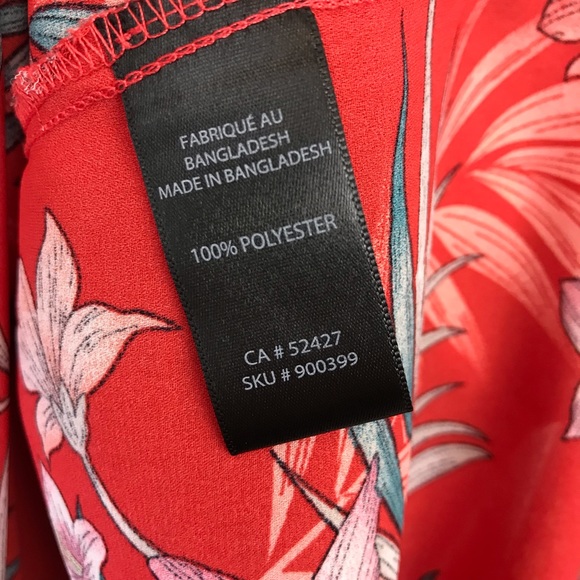 FABRIQUÉ AU
BANGLADESH
MADE IN BANGLADESH
100% POLYESTER
CA # 52427
SKU # 900399